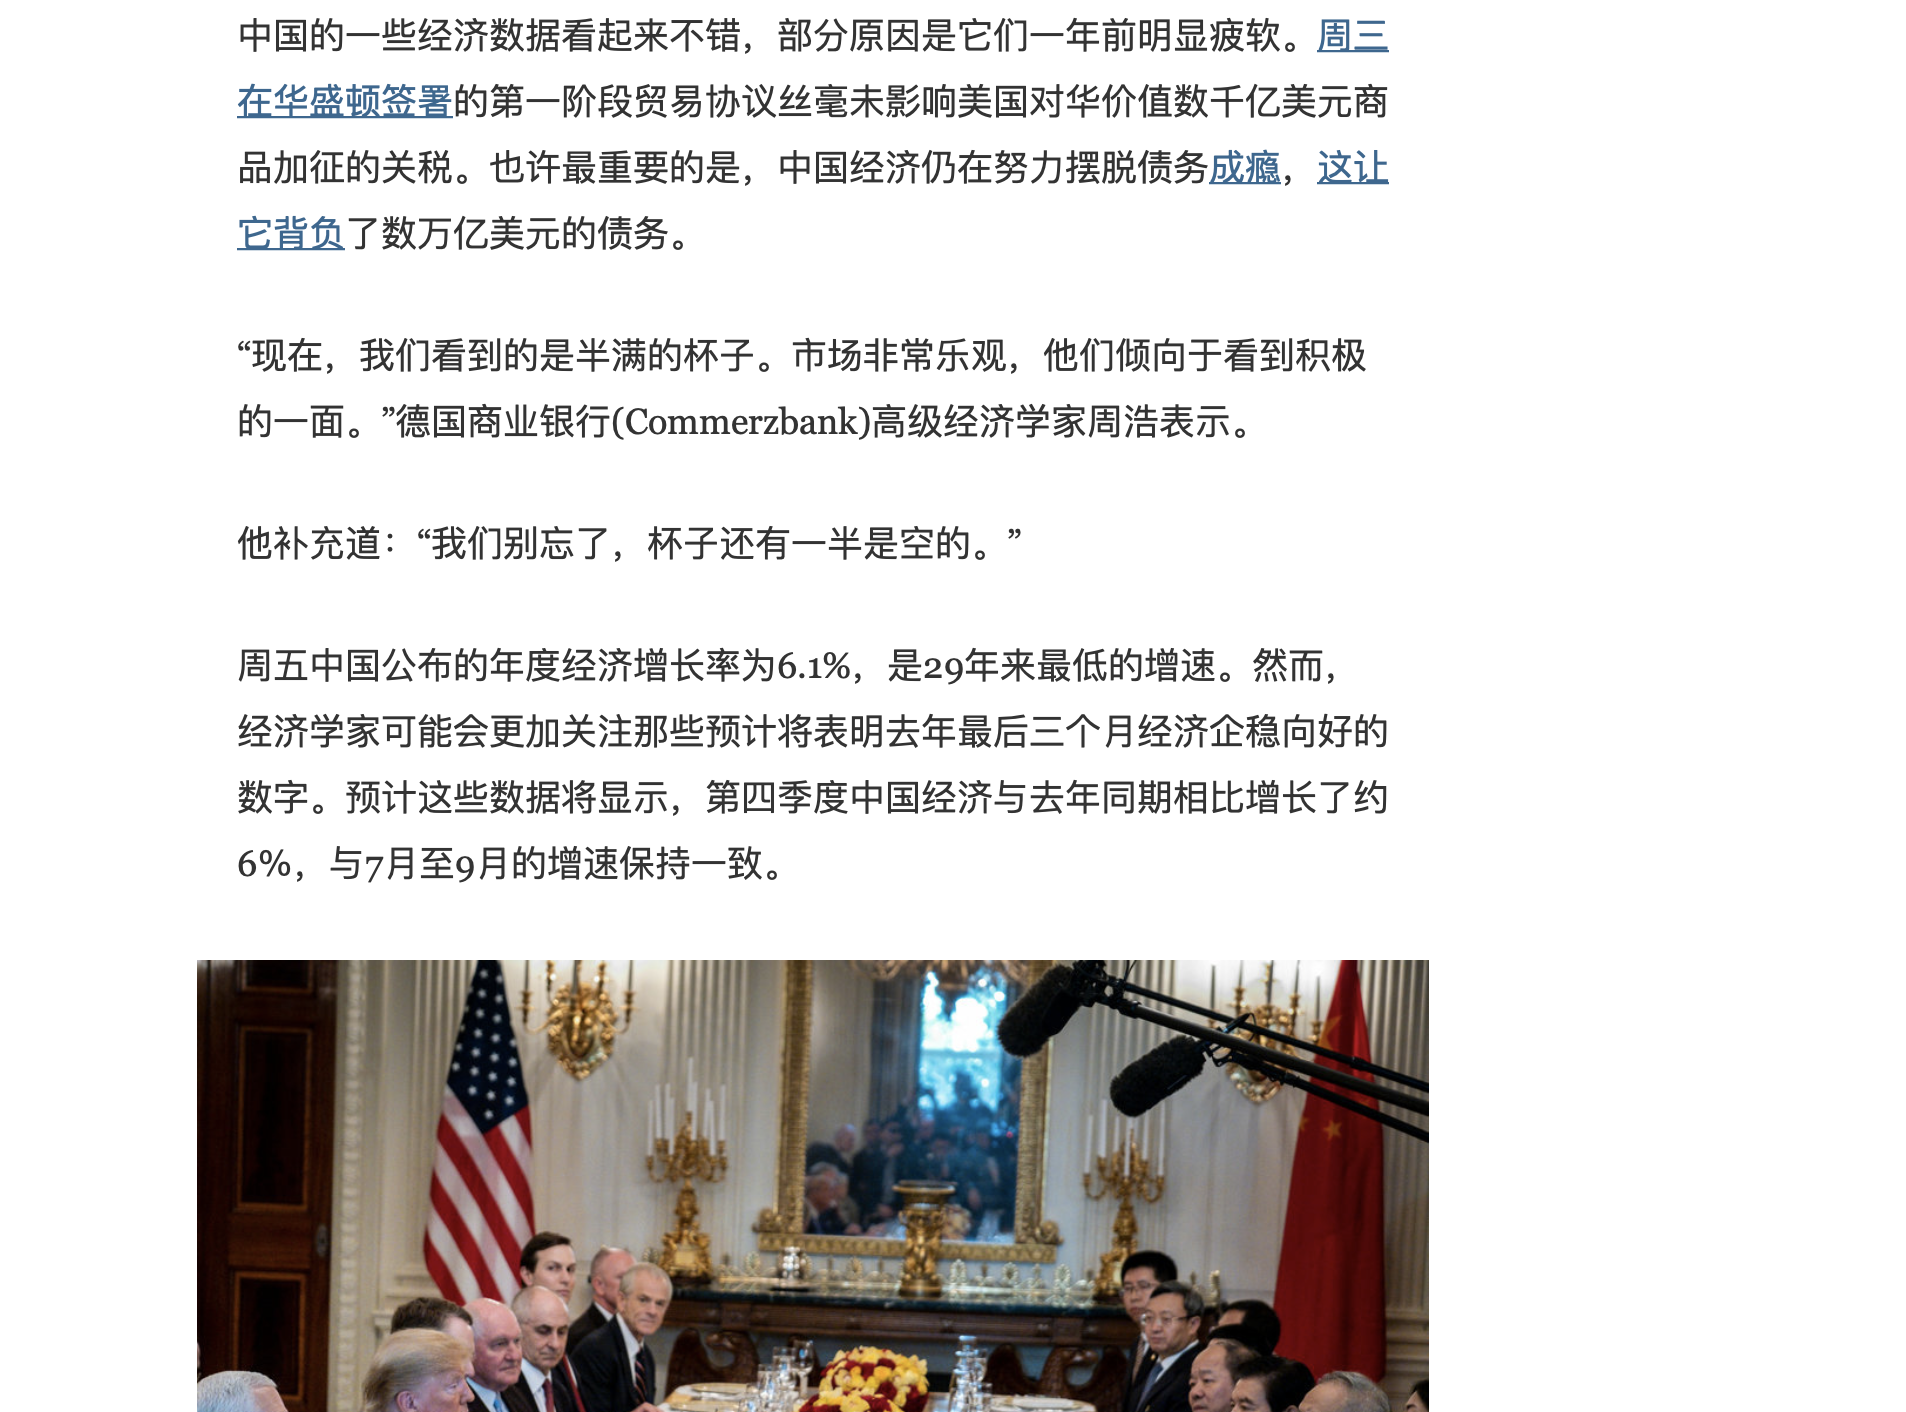 中国的一些经济数据看起来不错，部分原因是它们一年前明显疲软。周三
在华盛顿签署的第一阶段贸易协议丝毫未影响美国对华价值数千亿美元商
品加征的关税。也许最重要的是，中国经济仍在努力摆脱债务成瘾，这让
它背负了数万亿美元的债务。
“现在，我们看到的是半满的杯子。市场非常乐观，他们倾向于看到积极
的一面。”德国商业银行(Commerzbank)高级经济学家周浩表示。
他补充道：“我们别忘了，杯子还有一半是空的。”
周五中国公布的年度经济增长率为6.1%，是29年来最低的增速。然而，
经济学家可能会更加关注那些预计将表明去年最后三个月经济企稳向好的
数字。预计这些数据将显示，第四季度中国经济与去年同期相比增长了约
6%，与7月至9月的增速保持一致。